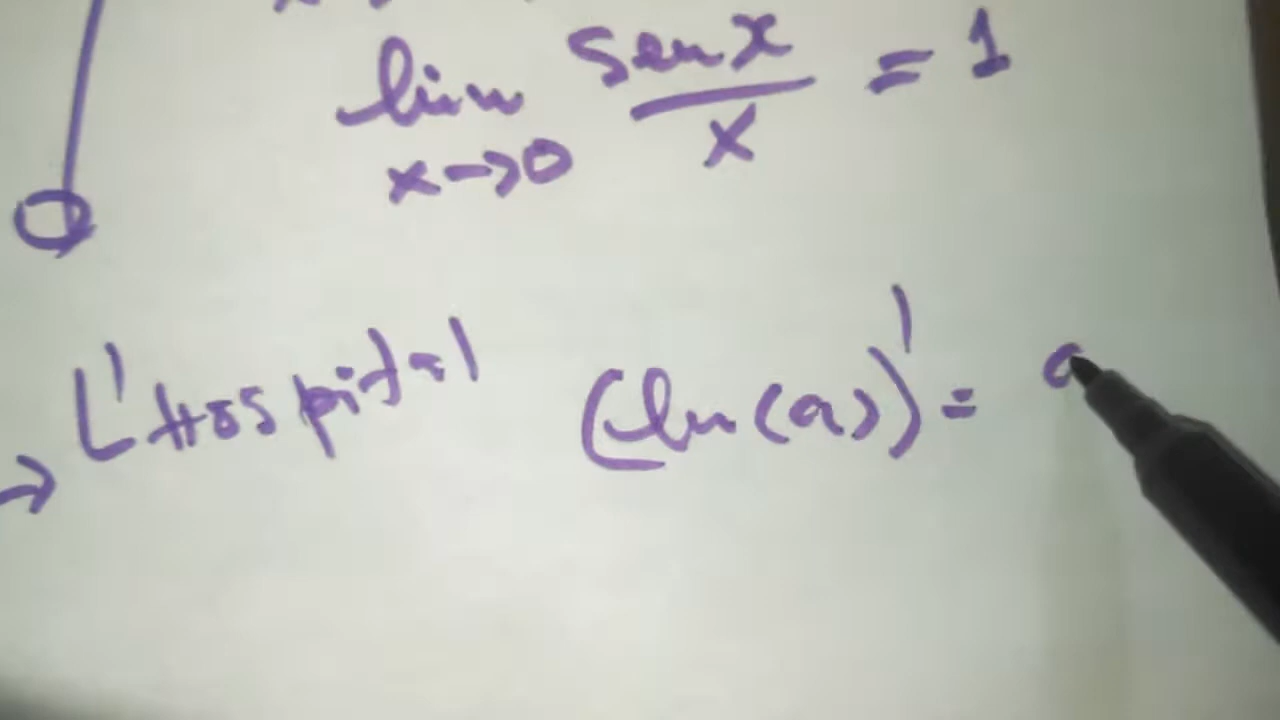 lim sen x / x = 1
x→0
→ L'Hospital (ln(a))' = a